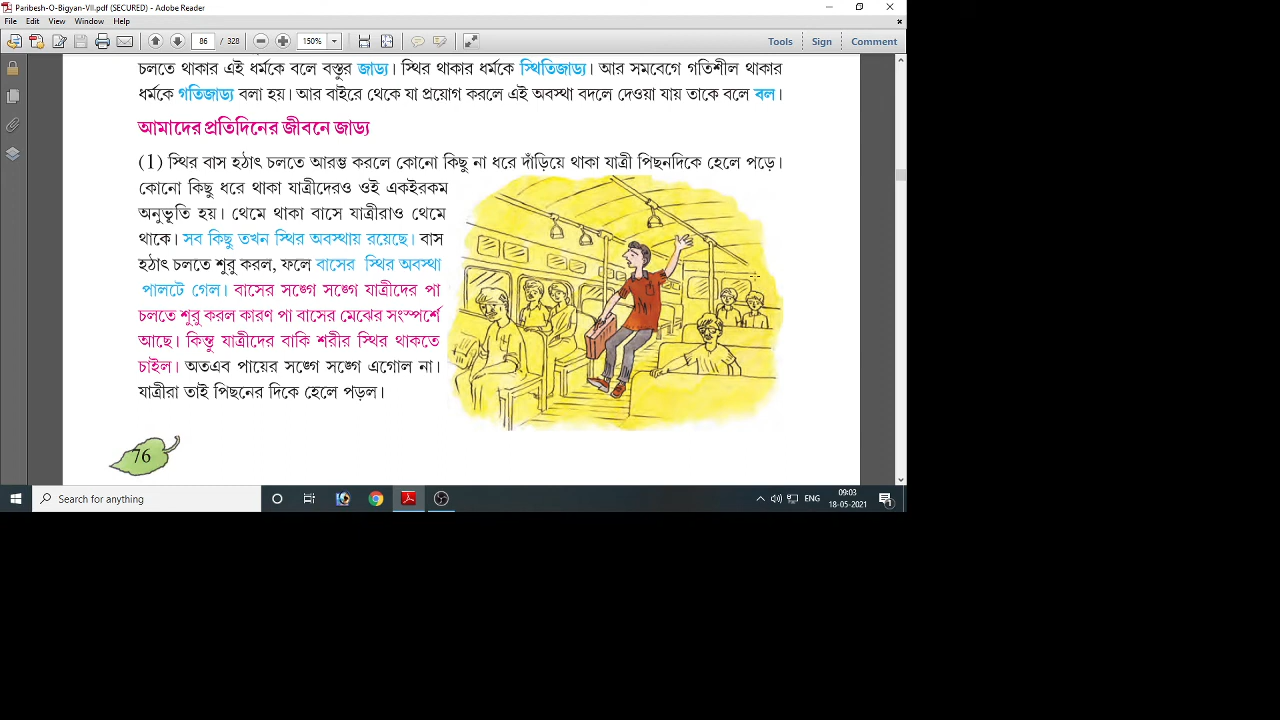 Paribesh-O-Bigyan-VII.pdf (SECURED) - Adobe Reader
File Edit View Window Help
86 / 328 150% Tools Sign Comment
চলতে থাকার এই ধর্মকে বলে বস্তুর জাড্য। স্থির থাকার ধর্মকে স্থিতিজাড্য। আর সমবেগে গতিশীল থাকার
ধর্মকে গতিজাড্য বলা হয়। আর বাইরে থেকে যা প্রয়োগ করলে এই অবস্থা বদলে দেওয়া যায় তাকে বলে বল।
আমাদের প্রতিদিনের জীবনে জাড্য
(1) স্থির বাস হঠাৎ চলতে আরম্ভ করলে কোনো কিছু না ধরে দাঁড়িয়ে থাকা যাত্রী পিছনদিকে হেলে পড়ে।
কোনো কিছু ধরে থাকা যাত্রীদেরও ওই একইরকম
অনুভূতি হয়। থেমে থাকা বাসে যাত্রীরাও থেমে
থাকে। সব কিছু তখন স্থির অবস্থায় রয়েছে। বাস
হঠাৎ চলতে শুরু করল, ফলে বাসের স্থির অবস্থা
পালটে গেল। বাসের সঙ্গে সঙ্গে যাত্রীদের পা
চলতে শুরু করল কারণ পা বাসের মেঝের সংস্পর্শে
আছে। কিন্তু যাত্রীদের বাকি শরীর স্থির থাকতে
চাইল। অতএব পায়ের সঙ্গে সঙ্গে এগোল না।
যাত্রীরা তাই পিছনের দিকে হেলে পড়ল।
76
Search for anything
ENG
09:03
18-05-2021
1